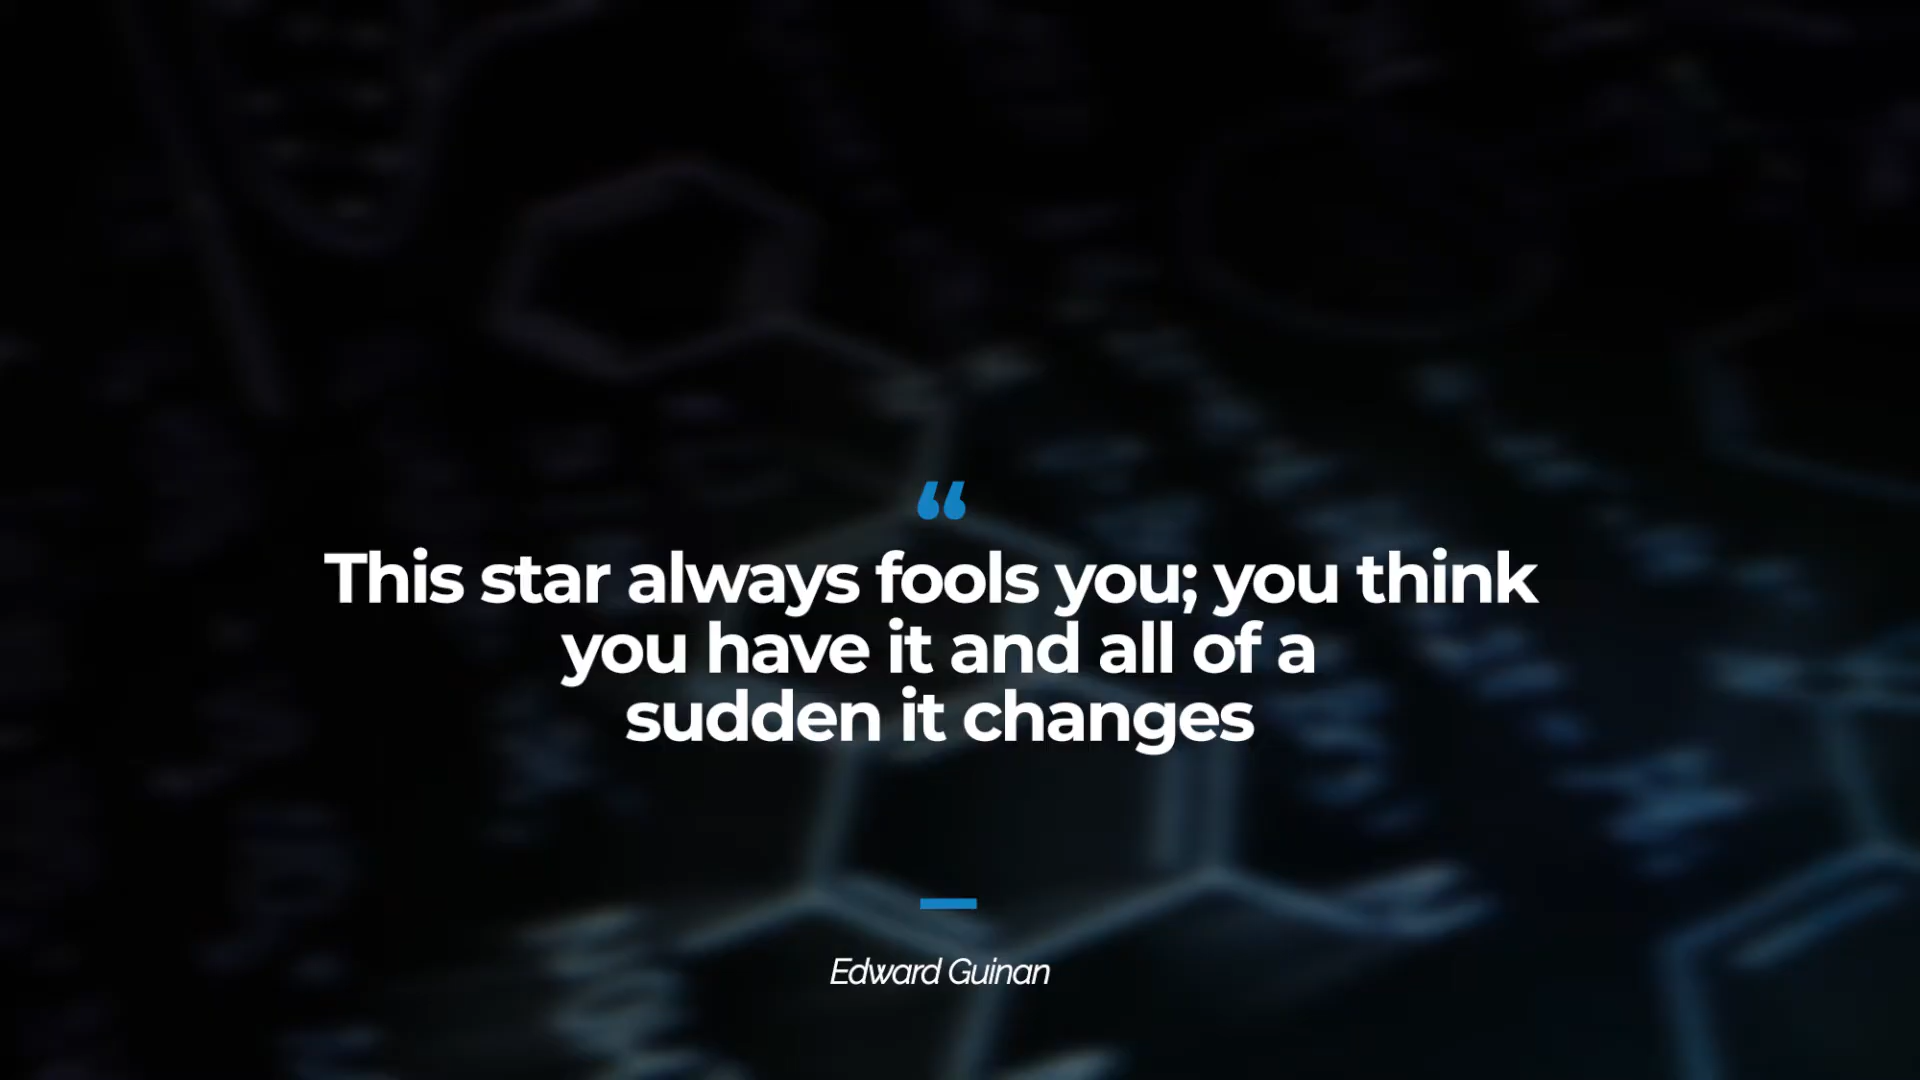 “
This star always fools you; you think
you have it and all of a
sudden it changes
Edward Guinan